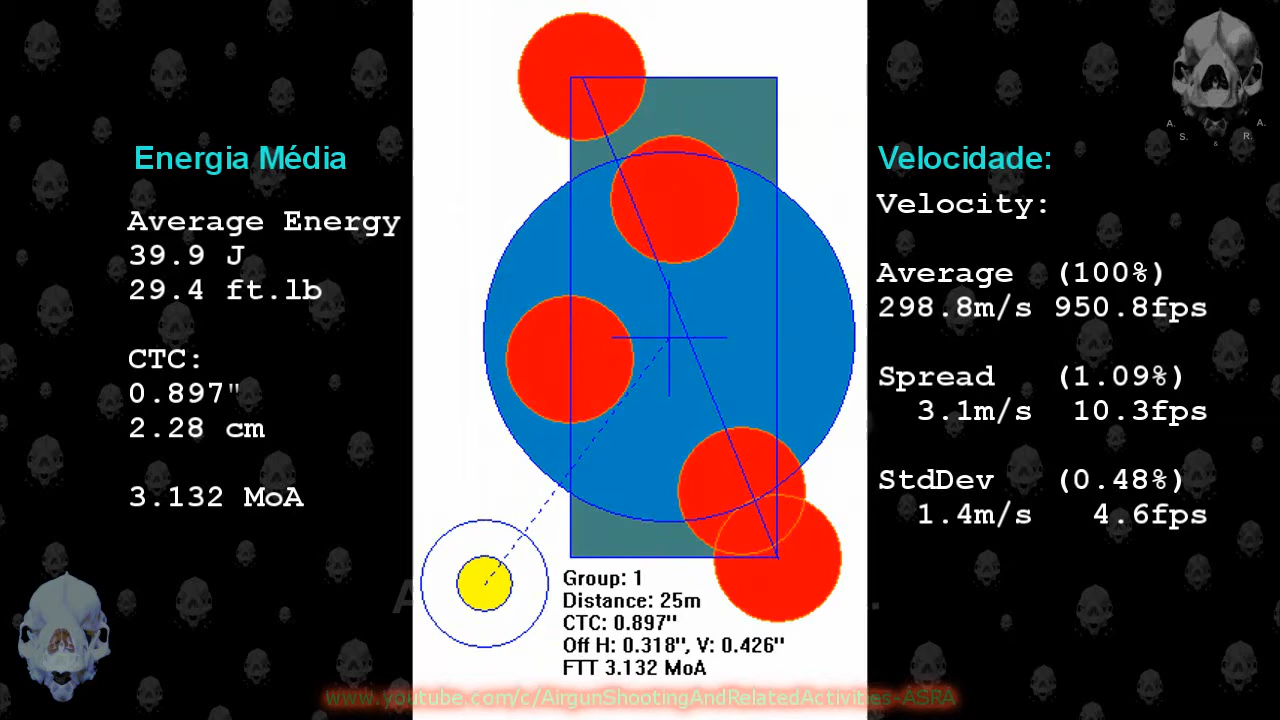 Energia Média
Average Energy
39.9 J
29.4 ft.lb
CTC:
0.897"
2.28 cm
3.132 MoA
Group: 1
Distance: 25m
CTC: 0.897"
Off H: 0.318", V: 0.426"
FTT 3.132 MoA
A. A.
S. R.
&
Velocidade:
Velocity:
Average (100%)
298.8m/s 950.8fps
Spread (1.09%)
3.1m/s 10.3fps
StdDev (0.48%)
1.4m/s 4.6fps
www.youtube.com/c/AirgunShootingAndRelatedActivities-ASRA